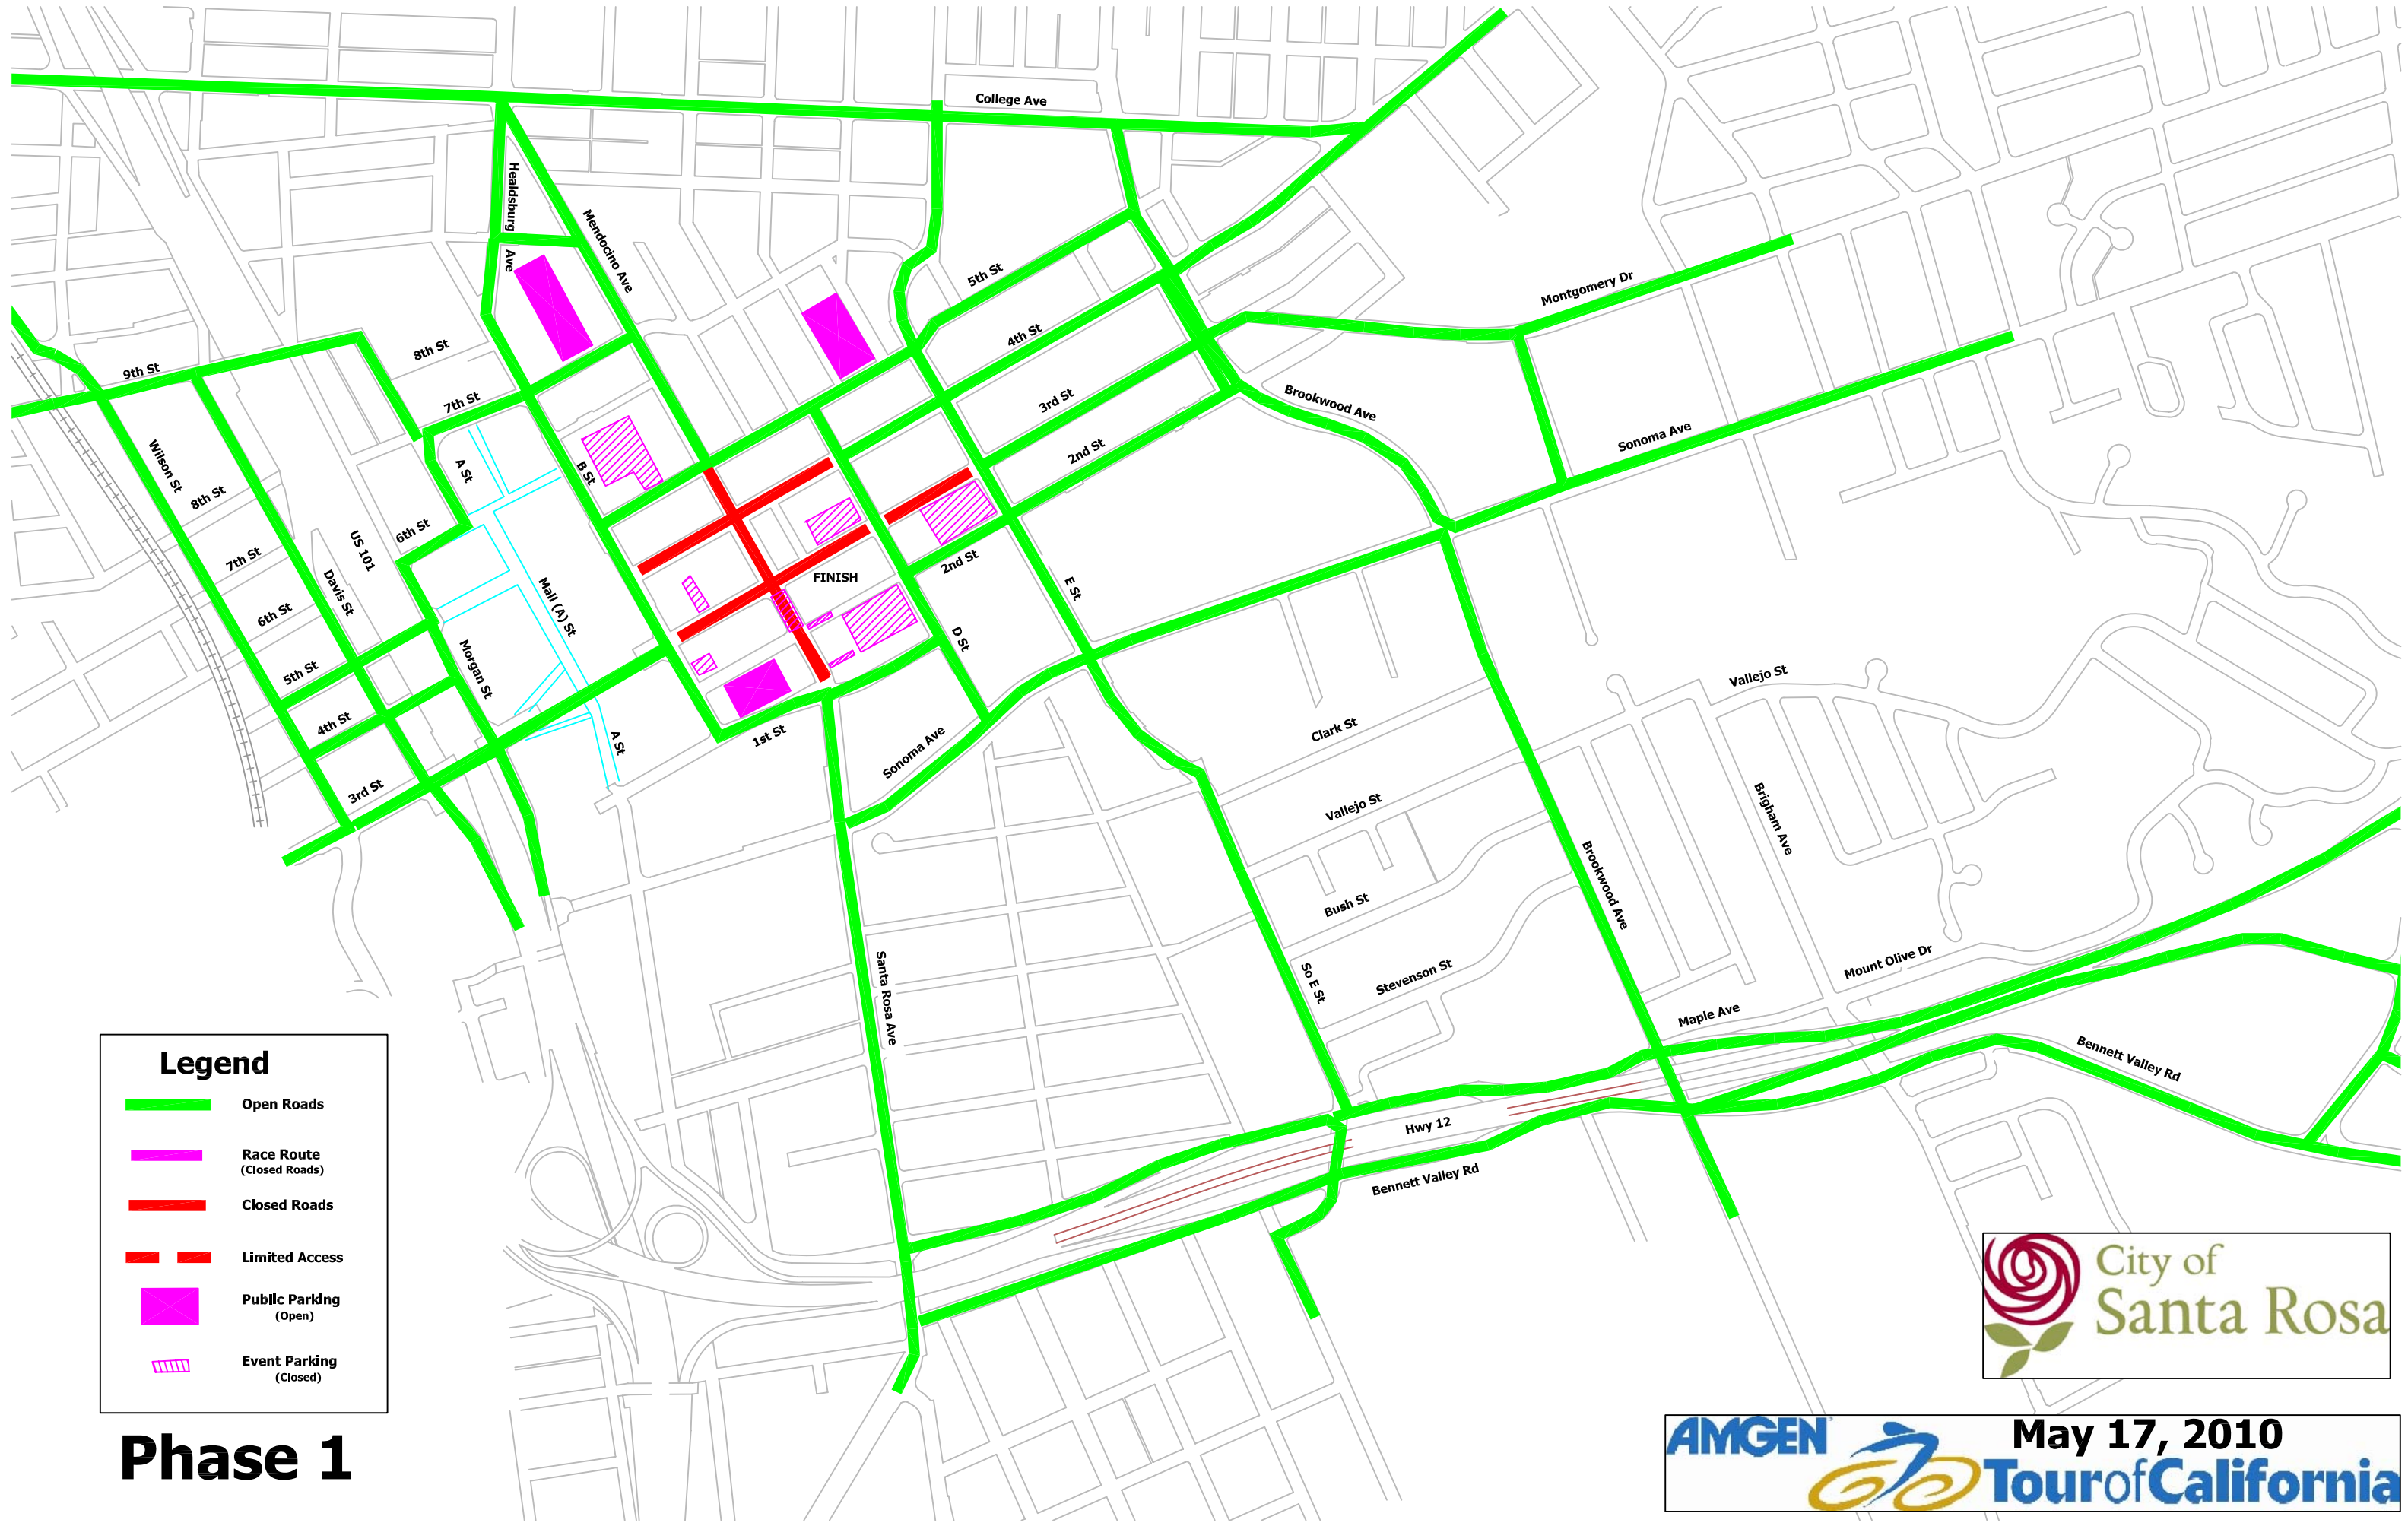 College Ave
Healdsburg
Ave
Mendocino Ave
5th St
4th St
3rd St
2nd St
Montgomery Dr
Brookwood Ave
Sonoma Ave
9th St
8th St
7th St
A St
B St
Wilson St
8th St
7th St
6th St
US 101
Davis St
6th St
Mall (A) St
FINISH
2nd St
E St
D St
5th St
4th St
3rd St
Morgan St
A St
1st St
Sonoma Ave
Clark St
Vallejo St
Vallejo St
Brigham Ave
Bush St
Brookwood Ave
Stevenson St
So E St
Santa Rosa Ave
Mount Olive Dr
Maple Ave
Bennett Valley Rd
Hwy 12
Bennett Valley Rd
Legend
Open Roads
Race Route
(Closed Roads)
Closed Roads
Limited Access
Public Parking
(Open)
Event Parking
(Closed)
Phase 1
City of
Santa Rosa
AMGEN
May 17, 2010
TourofCalifornia